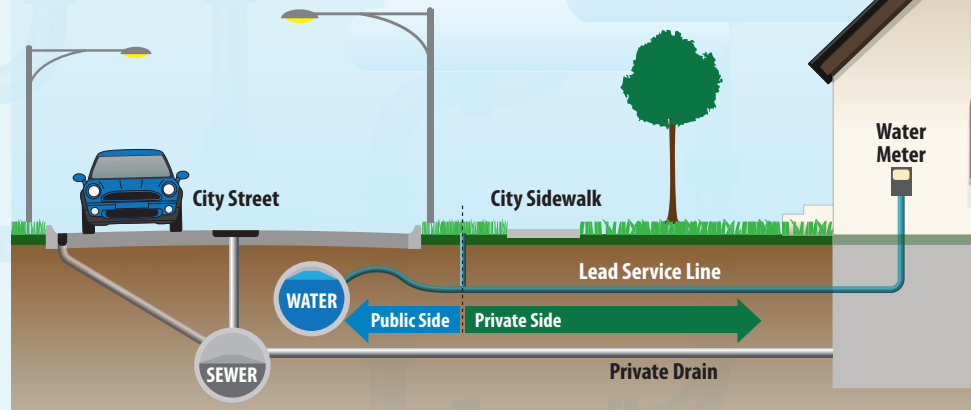 Water
Meter
City Street
City Sidewalk
Lead Service Line
WATER
Public Side
Private Side
SEWER
Private Drain